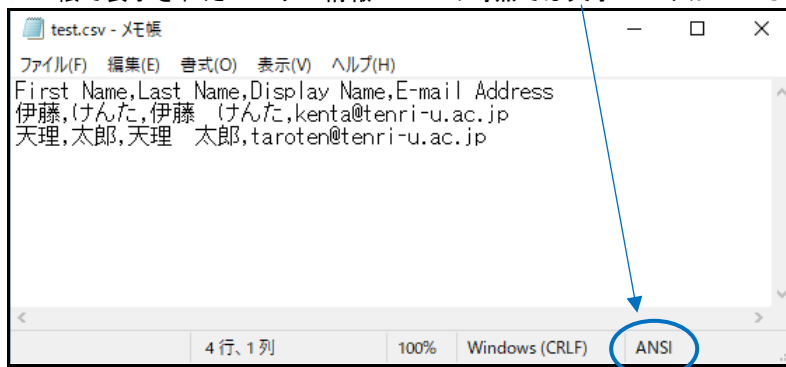 test.csv - メモ帳
ファイル(F) 編集(E) 書式(O) 表示(V) ヘルプ(H)
First Name,Last Name,Display Name,E-mail Address
伊藤,けんた,伊藤　けんた,kenta@tenri-u.ac.jp
天理,太郎,天理　太郎,taroten@tenri-u.ac.jp
4 行、1 列 100% Windows (CRLF) ANSI